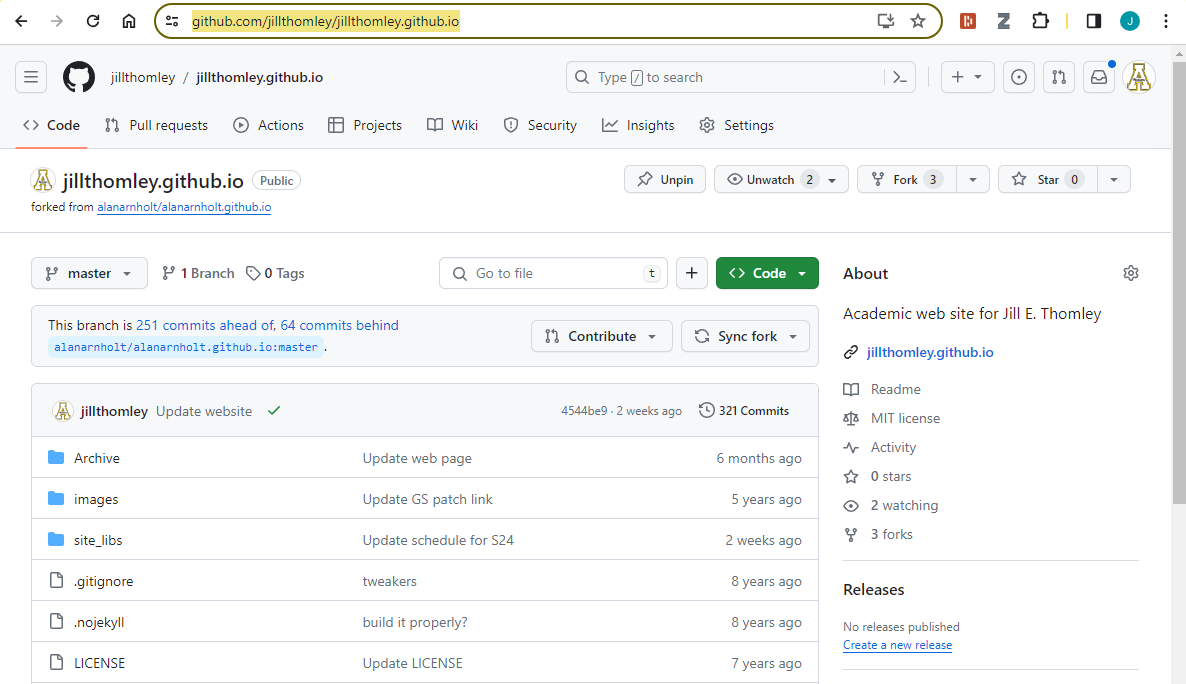 github.com/jillthomley/jillthomley.github.io
J
jillthomley / jillthomley.github.io
Type / to search
Code Pull requests Actions Projects Wiki Security Insights Settings
jillthomley.github.io Public
Unpin Unwatch 2 Fork 3 Star 0
forked from alanarnholt/alanarnholt.github.io
master 1 Branch 0 Tags Go to file t + Code
This branch is 251 commits ahead of, 64 commits behind
alanarnholt/alanarnholt.github.io:master .
Contribute Sync fork
jillthomley Update website 4544be9 · 2 weeks ago 321 Commits
Archive Update web page 6 months ago
images Update GS patch link 5 years ago
site_libs Update schedule for S24 2 weeks ago
.gitignore tweakers 8 years ago
.nojekyll build it properly? 8 years ago
LICENSE Update LICENSE 7 years ago
About
Academic web site for Jill E. Thomley
jillthomley.github.io
Readme
MIT license
Activity
0 stars
2 watching
3 forks
Releases
No releases published
Create a new release